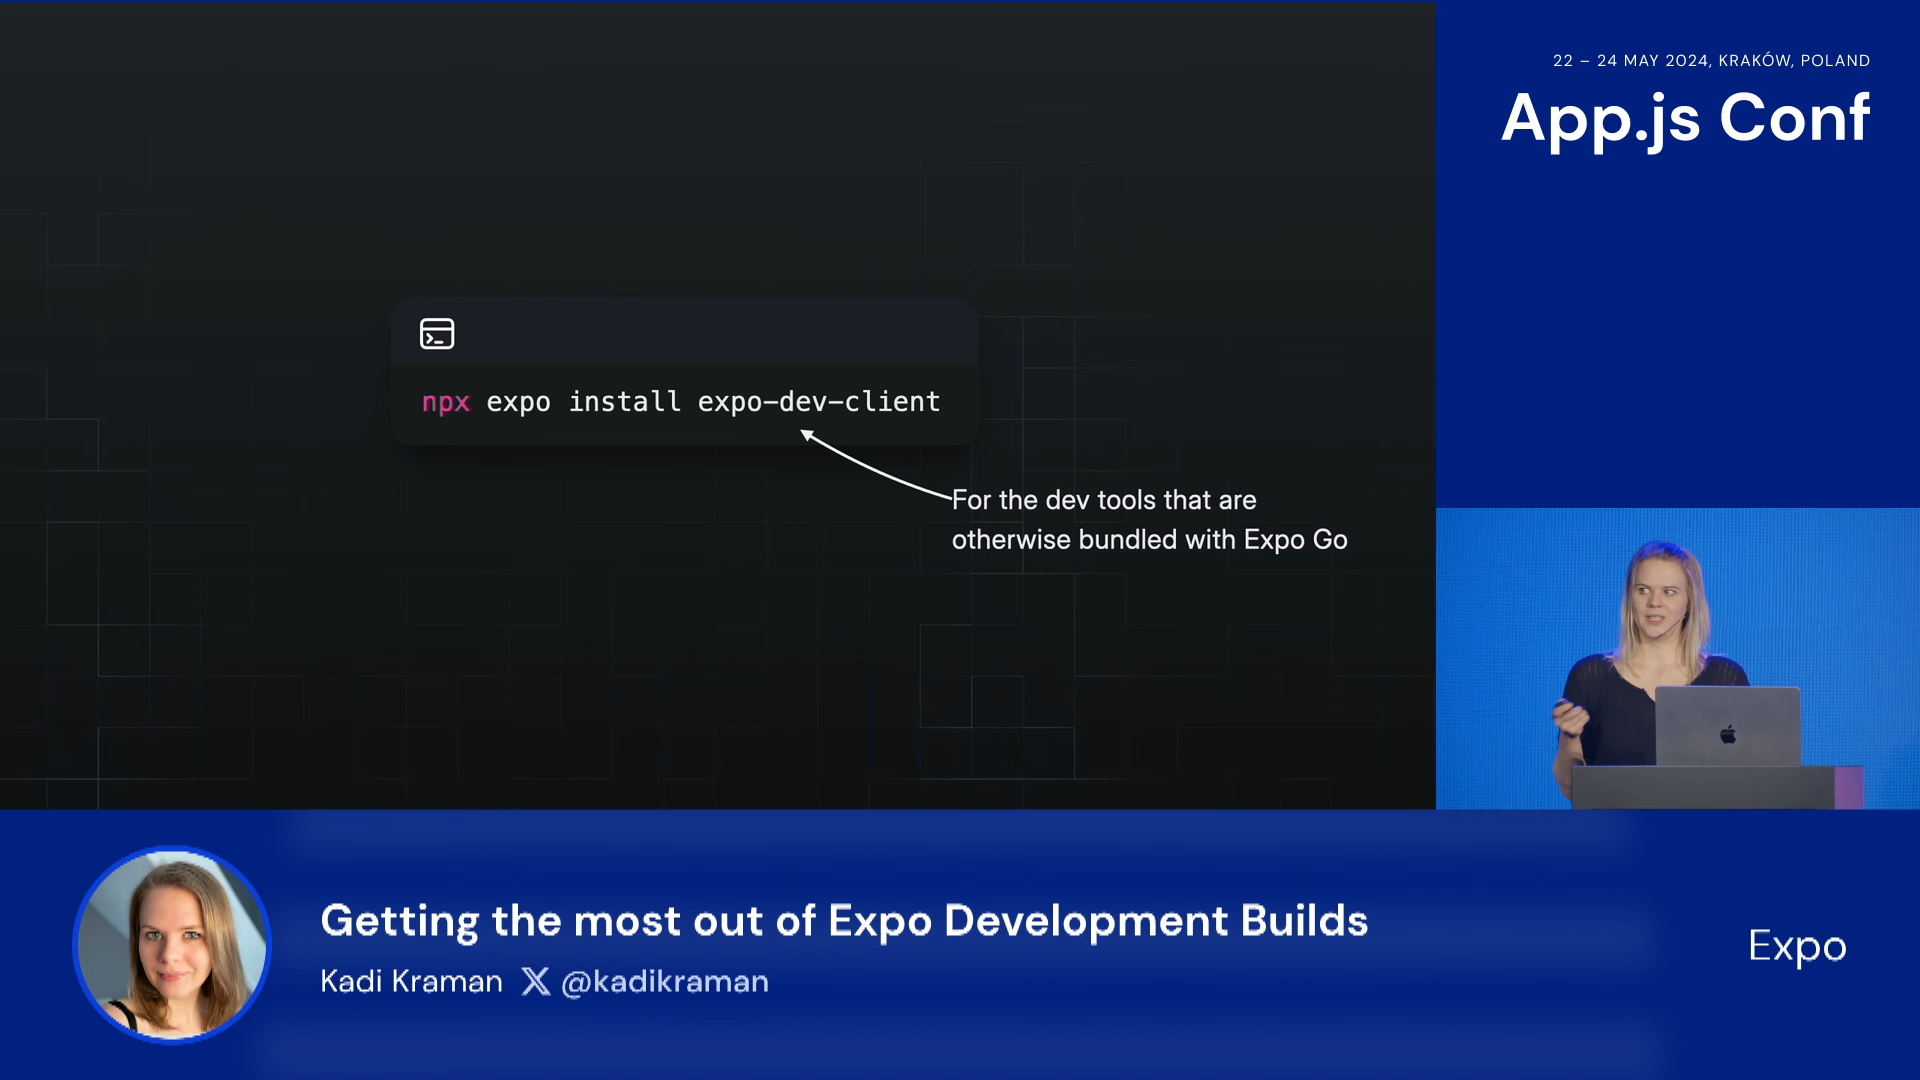 22 – 24 MAY 2024, KRAKÓW, POLAND
App.js Conf
npx expo install expo-dev-client
For the dev tools that are
otherwise bundled with Expo Go
Getting the most out of Expo Development Builds
Kadi Kraman X @kadikraman
Expo